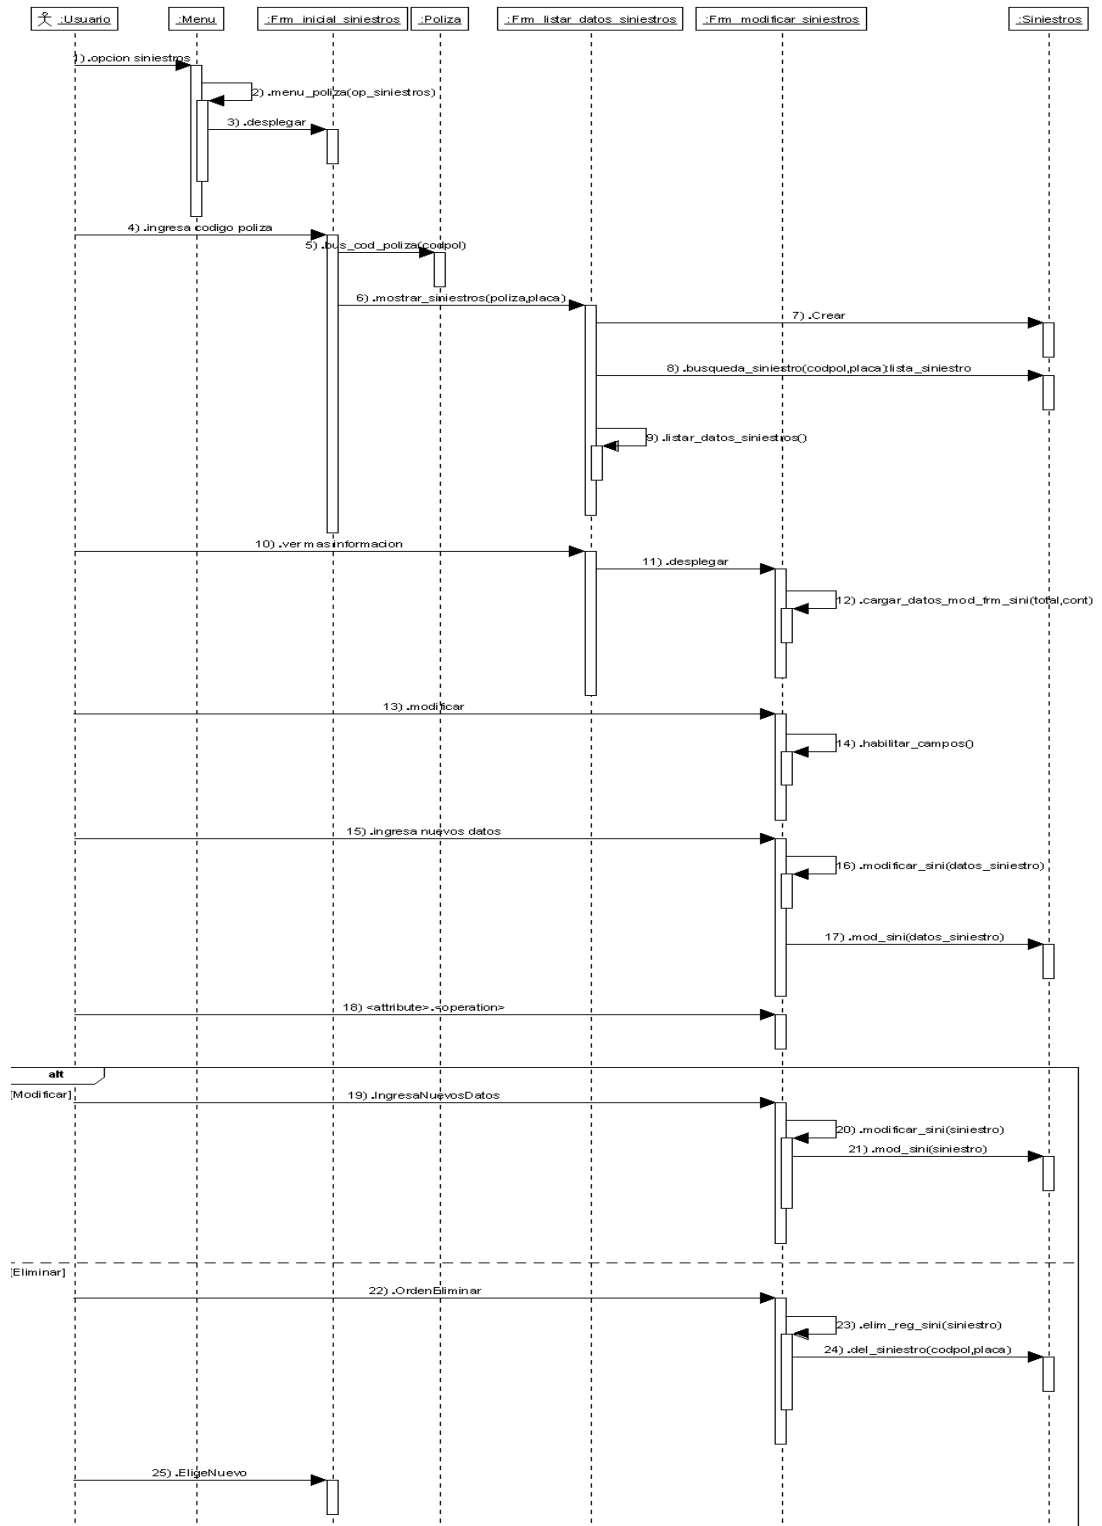 :Usuario
:Menu
:Frm_inicial_siniestros
:Poliza
:Frm_listar_datos_siniestros
:Frm_modificar_siniestros
:Siniestros
1).opcion siniestros
2).menu_poliza(op_siniestros)
3).desplegar
4).ingresa codigo poliza
5).bus_cod_poliza(codpol)
6).mostrar_siniestros(poliza,placa)
7).Crear
8).busqueda_siniestro(codpol,placa):lista_siniestro
9).listar_datos_siniestros()
10).ver mas informacion
11).desplegar
12).cargar_datos_mod_frm_sini(total,cont)
13).modificar
14).habilitar_campos()
15).ingresa nuevos datos
16).modificar_sini(datos_siniestro)
17).mod_sini(datos_siniestro)
18) <attribute>.<operation>
alt
[Modificar]
19).IngresaNuevosDatos
20).modificar_sini(siniestro)
21).mod_sini(siniestro)
[Eliminar]
22).OrdenEliminar
23).elim_reg_sini(siniestro)
24).del_siniestro(codpol,placa)
25).EligeNuevo